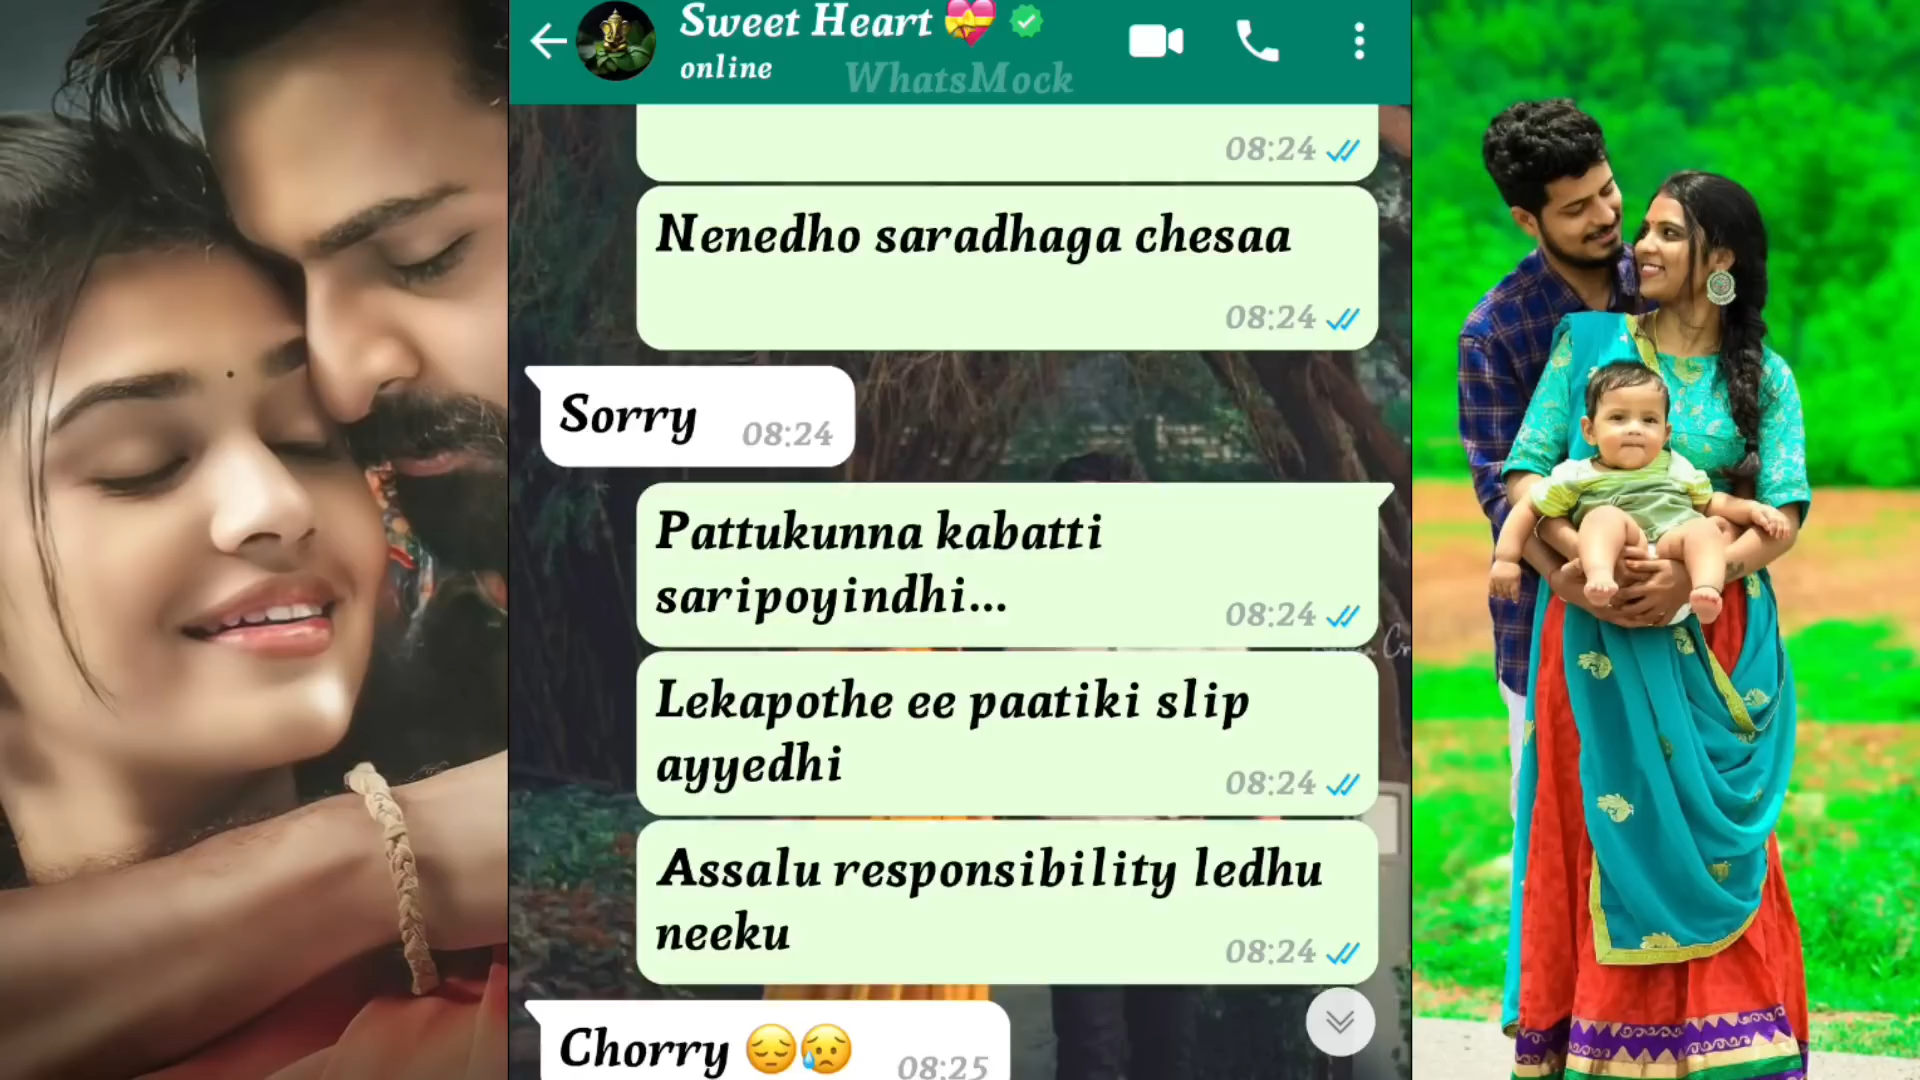 Sweet Heart 💝
online
WhatsMock
08:24
Nenedho saradhaga chesaa
08:24
Sorry 08:24
Pattukunna kabatti
saripoyindhi...
08:24
Lekapothe ee paatiki slip
ayyedhi
08:24
Assalu responsibility ledhu
neeku
08:24
Chorry 😔😥 08:25